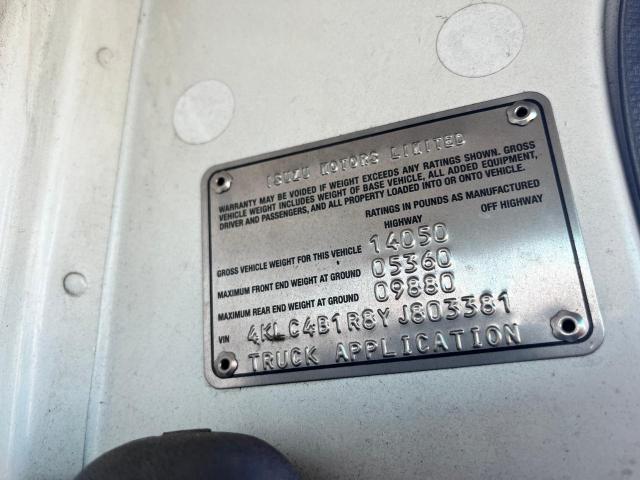 ISUZU MOTORS LIMITED
WARRANTY MAY BE VOIDED IF WEIGHT EXCEEDS ANY RATINGS SHOWN. GROSS
VEHICLE WEIGHT INCLUDES WEIGHT OF BASE VEHICLE, ALL ADDED EQUIPMENT,
DRIVER AND PASSENGERS, AND ALL PROPERTY LOADED INTO OR ONTO VEHICLE.
RATINGS IN POUNDS AS MANUFACTURED
HIGHWAY OFF HIGHWAY
GROSS VEHICLE WEIGHT FOR THIS VEHICLE 14050
MAXIMUM FRONT END WEIGHT AT GROUND 05360
MAXIMUM REAR END WEIGHT AT GROUND 09880
VIN 4KLC4B1R8YJ803381
TRUCK APPLICATION